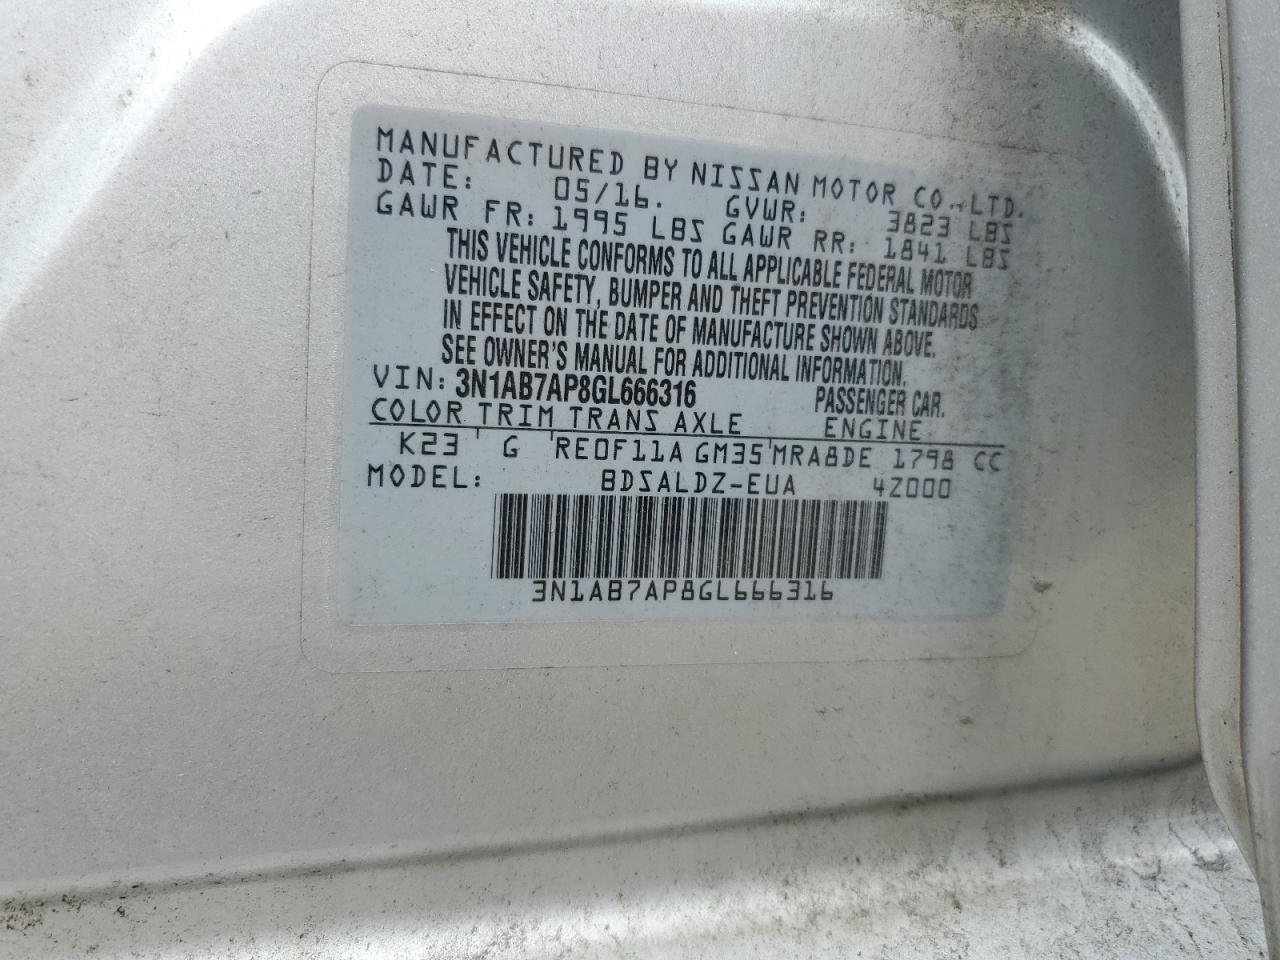 MANUFACTURED BY NISSAN MOTOR CO.,LTD.
DATE: 05/16. GVWR: 3823 LBS
GAWR FR: 1995 LBS GAWR RR: 1841 LBS
THIS VEHICLE CONFORMS TO ALL APPLICABLE FEDERAL MOTOR
VEHICLE SAFETY, BUMPER AND THEFT PREVENTION STANDARDS
IN EFFECT ON THE DATE OF MANUFACTURE SHOWN ABOVE.
SEE OWNER'S MANUAL FOR ADDITIONAL INFORMATION.
VIN: 3N1AB7AP8GL666316 PASSENGER CAR.
COLOR TRIM TRANS AXLE ENGINE
K23 G RE0F11A GM35 MRA8DE 1798 CC
MODEL: BDSALDZ-EUA 4Z000
3N1AB7AP8GL666316